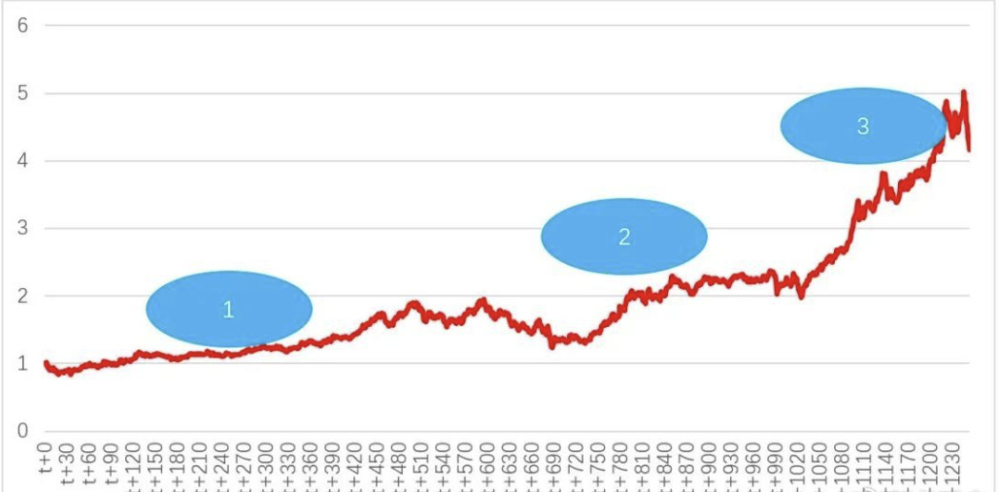 6
5
4
3
2
1
0
1
2
3
t+0
t+30
t+60
t+90
t+120
t+150
t+180
t+210
t+240
t+270
t+300
t+330
t+360
t+390
t+420
t+450
t+480
t+510
t+540
t+570
t+600
t+630
t+660
t+690
t+720
t+750
t+780
t+810
t+840
t+870
t+900
t+930
t+960
t+990
+1020
+1050
+1080
+1110
+1140
+1170
+1200
+1230